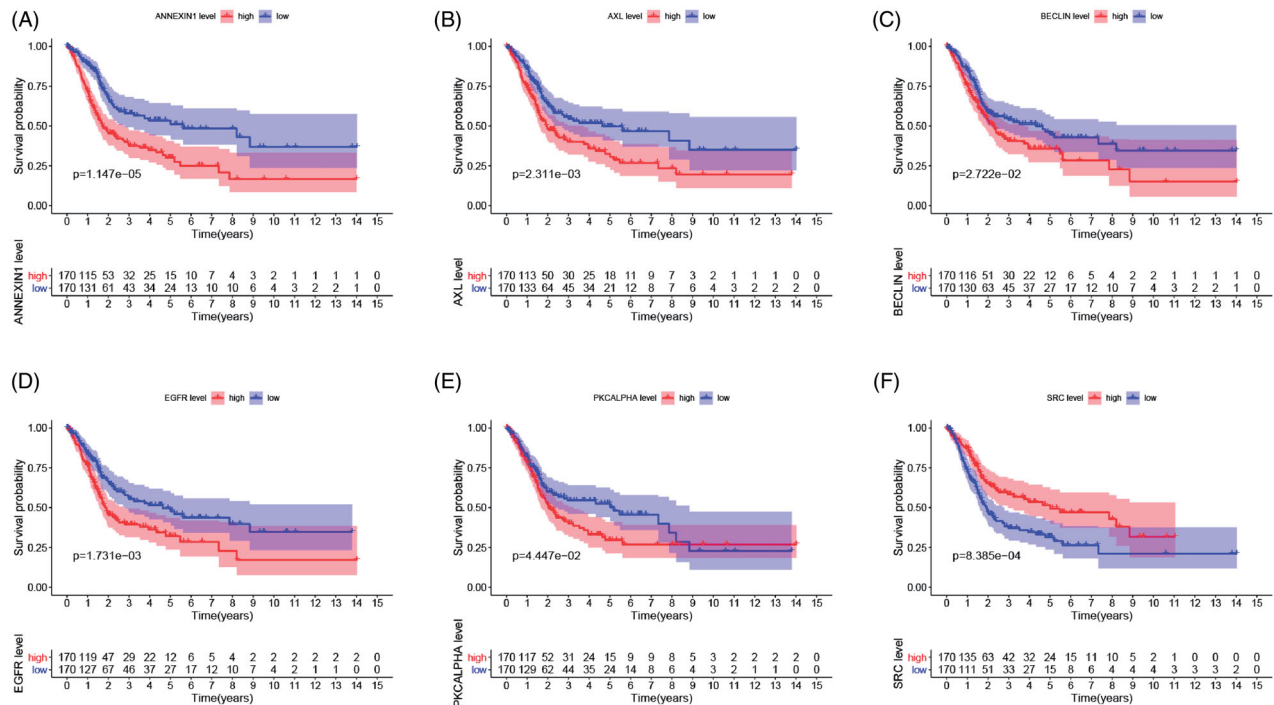 (A)
ANNEXIN1 level high low
Survival probability
1.00
0.75
0.50
0.25
0.00
p=1.147e−05
0 1 2 3 4 5 6 7 8 9 10 11 12 13 14 15
Time(years)
ANNEXIN1 level
high 170 115 53 32 25 15 10 7 4 3 2 1 1 1 1 0
low 170 131 61 43 34 24 13 10 10 6 4 3 2 2 1 0
0 1 2 3 4 5 6 7 8 9 10 11 12 13 14 15
Time(years)
(B)
AXL level high low
Survival probability
1.00
0.75
0.50
0.25
0.00
p=2.311e−03
0 1 2 3 4 5 6 7 8 9 10 11 12 13 14 15
Time(years)
AXL level
high 170 113 50 30 25 18 11 9 7 3 2 1 1 1 0 0
low 170 133 64 45 34 21 12 8 7 6 4 3 2 2 2 0
0 1 2 3 4 5 6 7 8 9 10 11 12 13 14 15
Time(years)
(C)
BECLIN level high low
Survival probability
1.00
0.75
0.50
0.25
0.00
p=2.722e−02
0 1 2 3 4 5 6 7 8 9 10 11 12 13 14 15
Time(years)
BECLIN level
high 170 116 51 30 22 12 6 5 4 2 2 1 1 1 1 0
low 170 130 63 45 37 27 17 12 10 7 4 3 2 2 1 0
0 1 2 3 4 5 6 7 8 9 10 11 12 13 14 15
Time(years)
(D)
EGFR level high low
Survival probability
1.00
0.75
0.50
0.25
0.00
p=1.731e−03
0 1 2 3 4 5 6 7 8 9 10 11 12 13 14 15
Time(years)
EGFR level
high 170 119 47 29 22 12 6 5 4 2 2 2 2 2 2 0
low 170 127 67 46 37 27 17 12 10 7 4 2 1 1 0 0
0 1 2 3 4 5 6 7 8 9 10 11 12 13 14 15
Time(years)
(E)
PKCALPHA level high low
Survival probability
1.00
0.75
0.50
0.25
0.00
p=4.447e−02
0 1 2 3 4 5 6 7 8 9 10 11 12 13 14 15
Time(years)
PKCALPHA level
high 170 117 52 31 24 15 9 9 8 5 3 2 2 2 2 0
low 170 129 62 44 35 24 14 8 6 4 3 2 1 1 0 0
0 1 2 3 4 5 6 7 8 9 10 11 12 13 14 15
Time(years)
(F)
SRC level high low
Survival probability
1.00
0.75
0.50
0.25
0.00
p=8.385e−04
0 1 2 3 4 5 6 7 8 9 10 11 12 13 14 15
Time(years)
SRC level
high 170 135 63 42 32 24 15 11 10 5 2 1 0 0 0 0
low 170 111 51 33 27 15 8 6 4 4 4 3 3 3 2 0
0 1 2 3 4 5 6 7 8 9 10 11 12 13 14 15
Time(years)